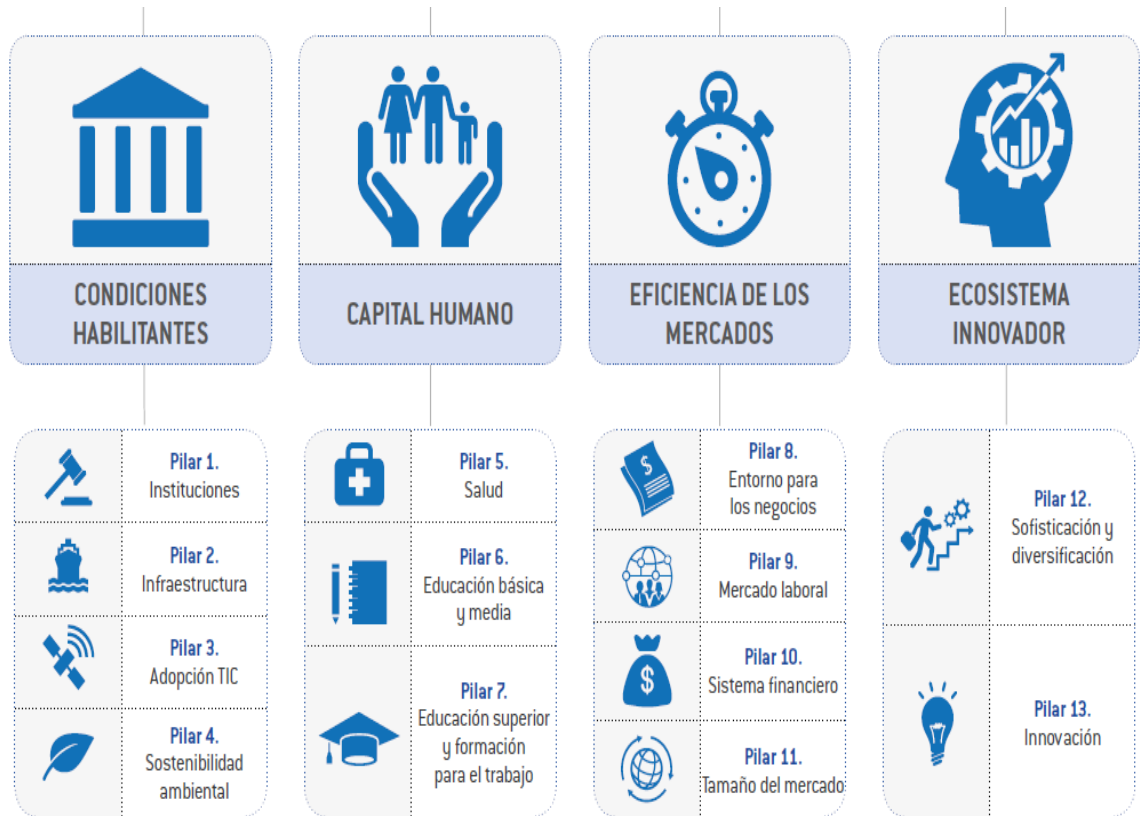 CONDICIONES
HABILITANTES
CAPITAL HUMANO
EFICIENCIA DE LOS
MERCADOS
ECOSISTEMA
INNOVADOR
Pilar 1.
Instituciones
Pilar 2.
Infraestructura
Pilar 3.
Adopción TIC
Pilar 4.
Sostenibilidad
ambiental
Pilar 5.
Salud
Pilar 6.
Educación básica
y media
Pilar 7.
Educación superior
y formación
para el trabajo
$
Pilar 8.
Entorno para
los negocios
Pilar 9.
Mercado laboral
$
Pilar 10.
Sistema financiero
Pilar 11.
Tamaño del mercado
Pilar 12.
Sofisticación y
diversificación
Pilar 13.
Innovación